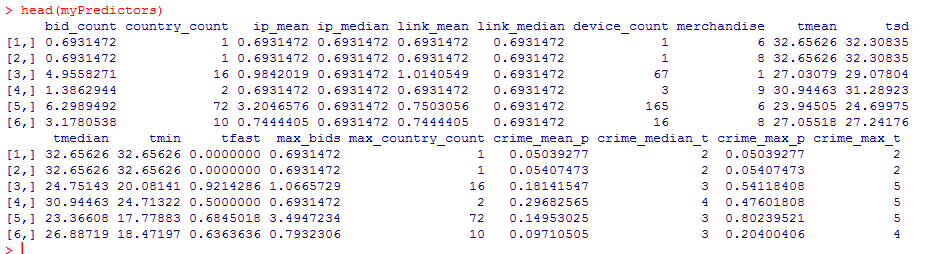 > head(myPredictors)
bid_count country_count ip_mean ip_median link_mean link_median device_count merchandise tmean tsd
[1,] 0.6931472 1 0.6931472 0.6931472 0.6931472 0.6931472 1 6 32.65626 32.30835
[2,] 0.6931472 1 0.6931472 0.6931472 0.6931472 0.6931472 1 8 32.65626 32.30835
[3,] 4.9558271 16 0.9842019 0.6931472 1.0140549 0.6931472 67 1 27.03079 29.07804
[4,] 1.3862944 2 0.6931472 0.6931472 0.6931472 0.6931472 3 9 30.94463 31.28923
[5,] 6.2989492 72 3.2046576 0.6931472 0.7503056 0.6931472 165 6 23.94505 24.69975
[6,] 3.1780538 10 0.7444405 0.6931472 0.7444405 0.6931472 16 8 27.05518 27.24176
tmedian tmin tfast max_bids max_country_count crime_mean_p crime_median_t crime_max_p crime_max_t
[1,] 32.65626 32.65626 0.0000000 0.6931472 1 0.05039277 2 0.05039277 2
[2,] 32.65626 32.65626 0.0000000 0.6931472 1 0.05407473 2 0.05407473 2
[3,] 24.75143 20.08141 0.9214286 1.0665729 16 0.18141547 3 0.54118408 5
[4,] 30.94463 24.71322 0.5000000 0.6931472 2 0.29682565 4 0.47601808 5
[5,] 23.36608 17.77883 0.6845018 3.4947234 72 0.14953025 3 0.80239521 5
[6,] 26.88719 18.47197 0.6363636 0.7932306 10 0.09710505 3 0.20400406 4
>